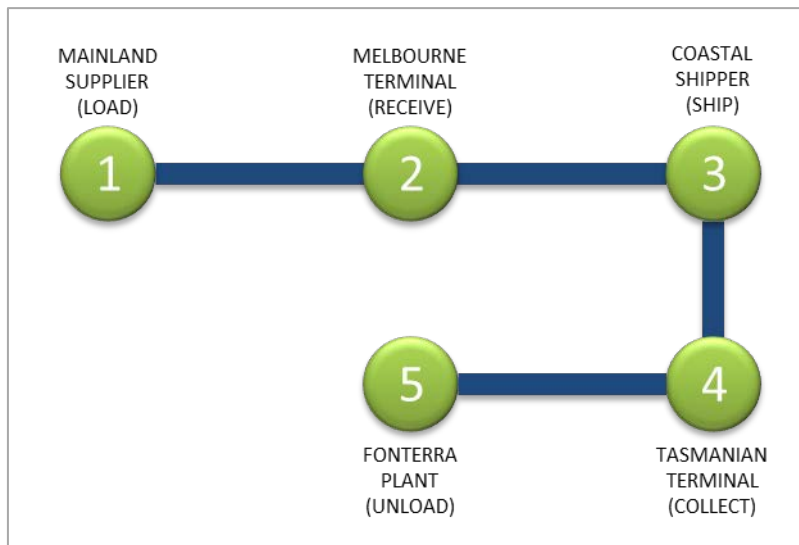 MAINLAND
SUPPLIER
(LOAD)
1
MELBOURNE
TERMINAL
(RECEIVE)
2
COASTAL
SHIPPER
(SHIP)
3
4
TASMANIAN
TERMINAL
(COLLECT)
5
FONTERRA
PLANT
(UNLOAD)